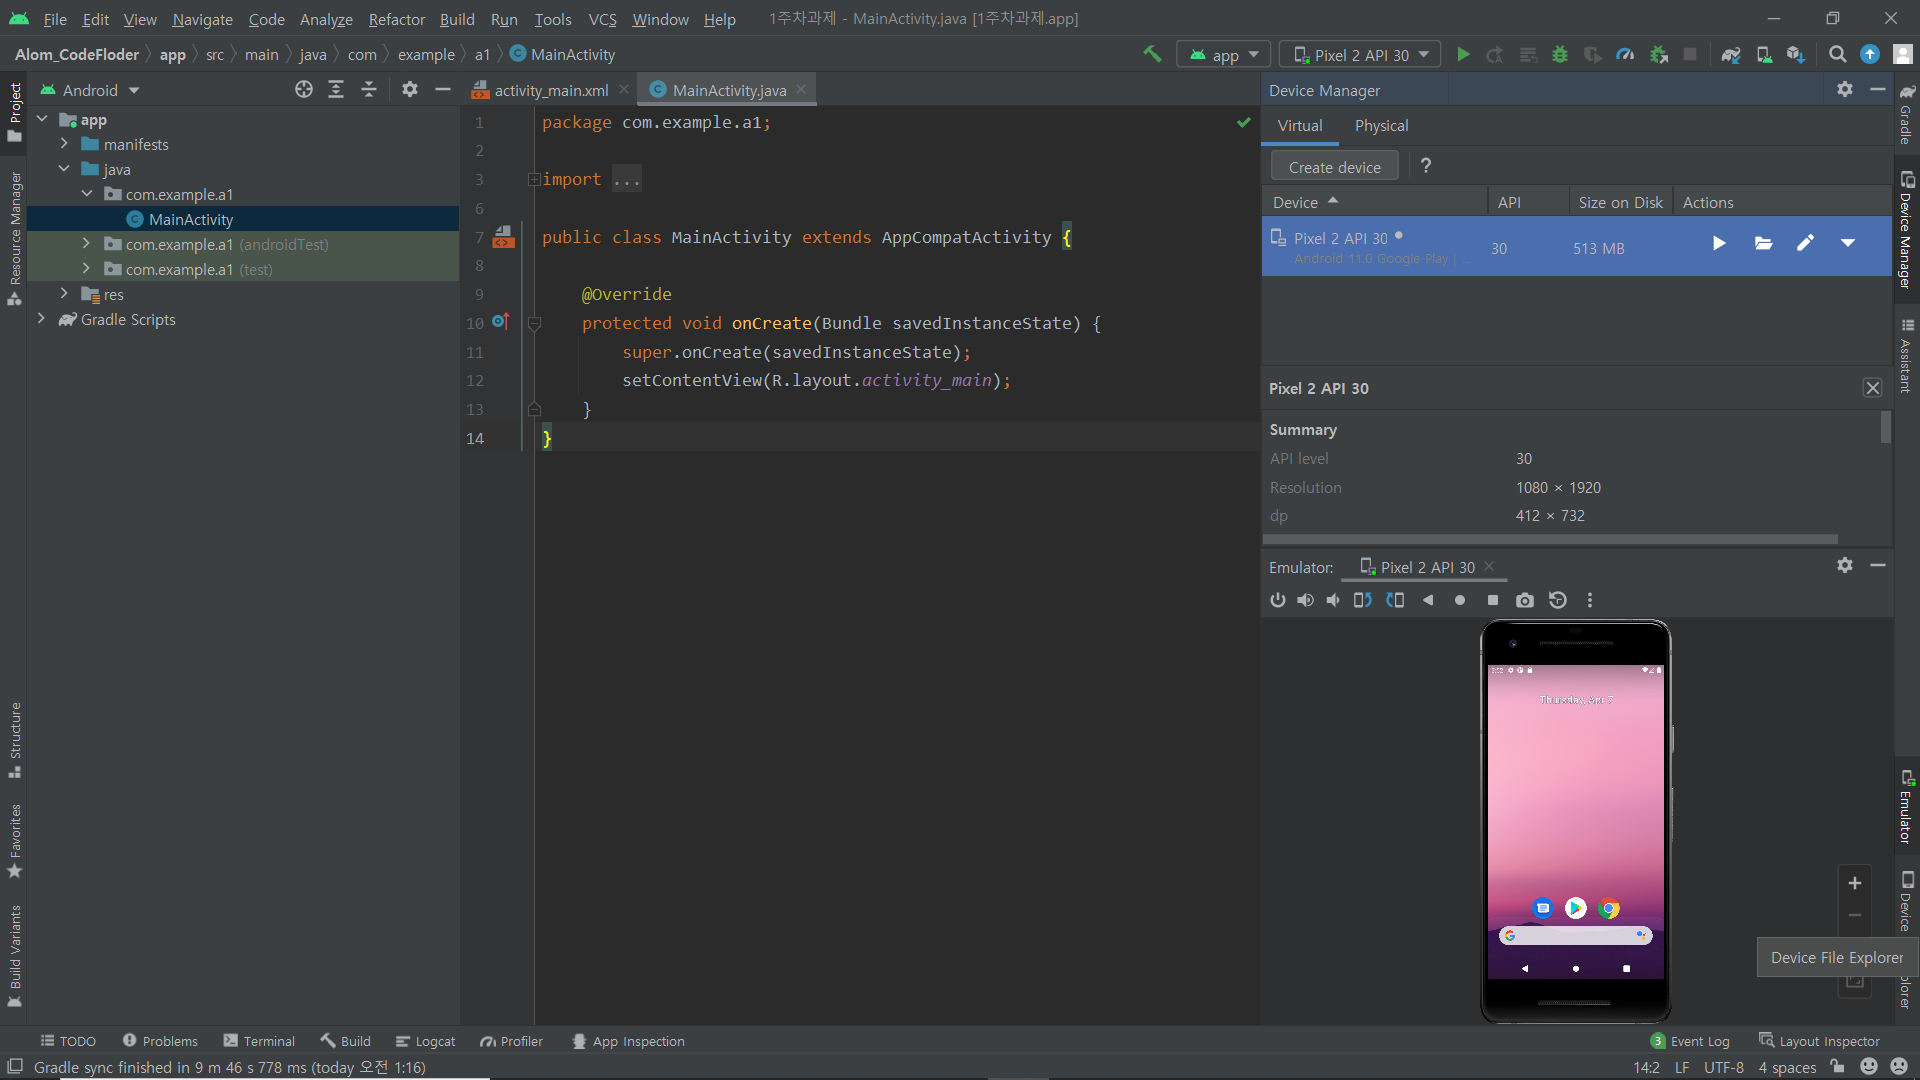 File Edit View Navigate Code Analyze Refactor Build Run Tools VCS Window Help 1주차과제 - MainActivity.java [1주차과제.app]
Alom_CodeFloder app src main java com example a1 MainActivity
app Pixel 2 API 30
Project
Resource Manager
Structure
Favorites
Build Variants
Android
app
manifests
java
com.example.a1
MainActivity
com.example.a1 (androidTest)
com.example.a1 (test)
res
Gradle Scripts
activity_main.xml MainActivity.java
1 package com.example.a1;
2
3 import ...
6
7 public class MainActivity extends AppCompatActivity {
8
9 @Override
10 protected void onCreate(Bundle savedInstanceState) {
11 super.onCreate(savedInstanceState);
12 setContentView(R.layout.activity_main);
13 }
14 }
Device Manager
Virtual Physical
Create device ?
Device API Size on Disk Actions
Pixel 2 API 30 30 513 MB
Android 11.0 Google Play | ...
Pixel 2 API 30
Summary
API level 30
Resolution 1080 × 1920
dp 412 × 732
Emulator: Pixel 2 API 30
Thursday, Apr 7
Device File Explorer
Gradle
Device Manager
Assistant
Emulator
Device
plorer
TODO Problems Terminal Build Logcat Profiler App Inspection 3 Event Log Layout Inspector
Gradle sync finished in 9 m 46 s 778 ms (today 오전 1:16) 14:2 LF UTF-8 4 spaces